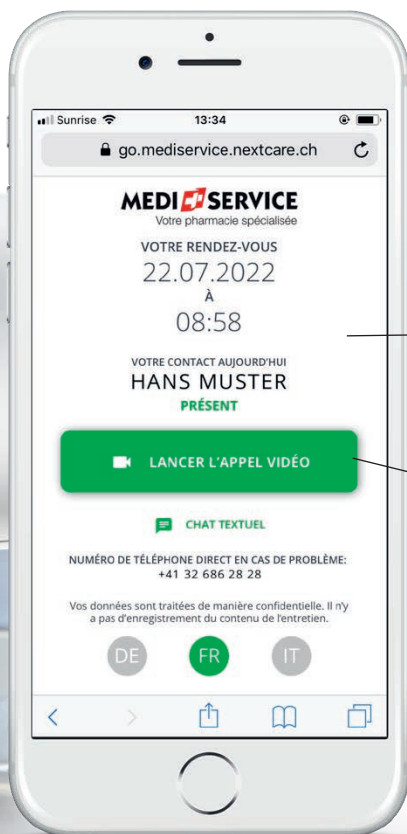 Sunrise 13:34
go.mediservice.nextcare.ch
MEDI SERVICE
Votre pharmacie spécialisée
VOTRE RENDEZ-VOUS
22.07.2022
À
08:58
VOTRE CONTACT AUJOURD'HUI
HANS MUSTER
PRÉSENT
LANCER L'APPEL VIDÉO
CHAT TEXTUEL
NUMÉRO DE TÉLÉPHONE DIRECT EN CAS DE PROBLÈME:
+41 32 686 28 28
Vos données sont traitées de manière confidentielle. Il n'y
a pas d'enregistrement du contenu de l'entretien.
DE FR IT